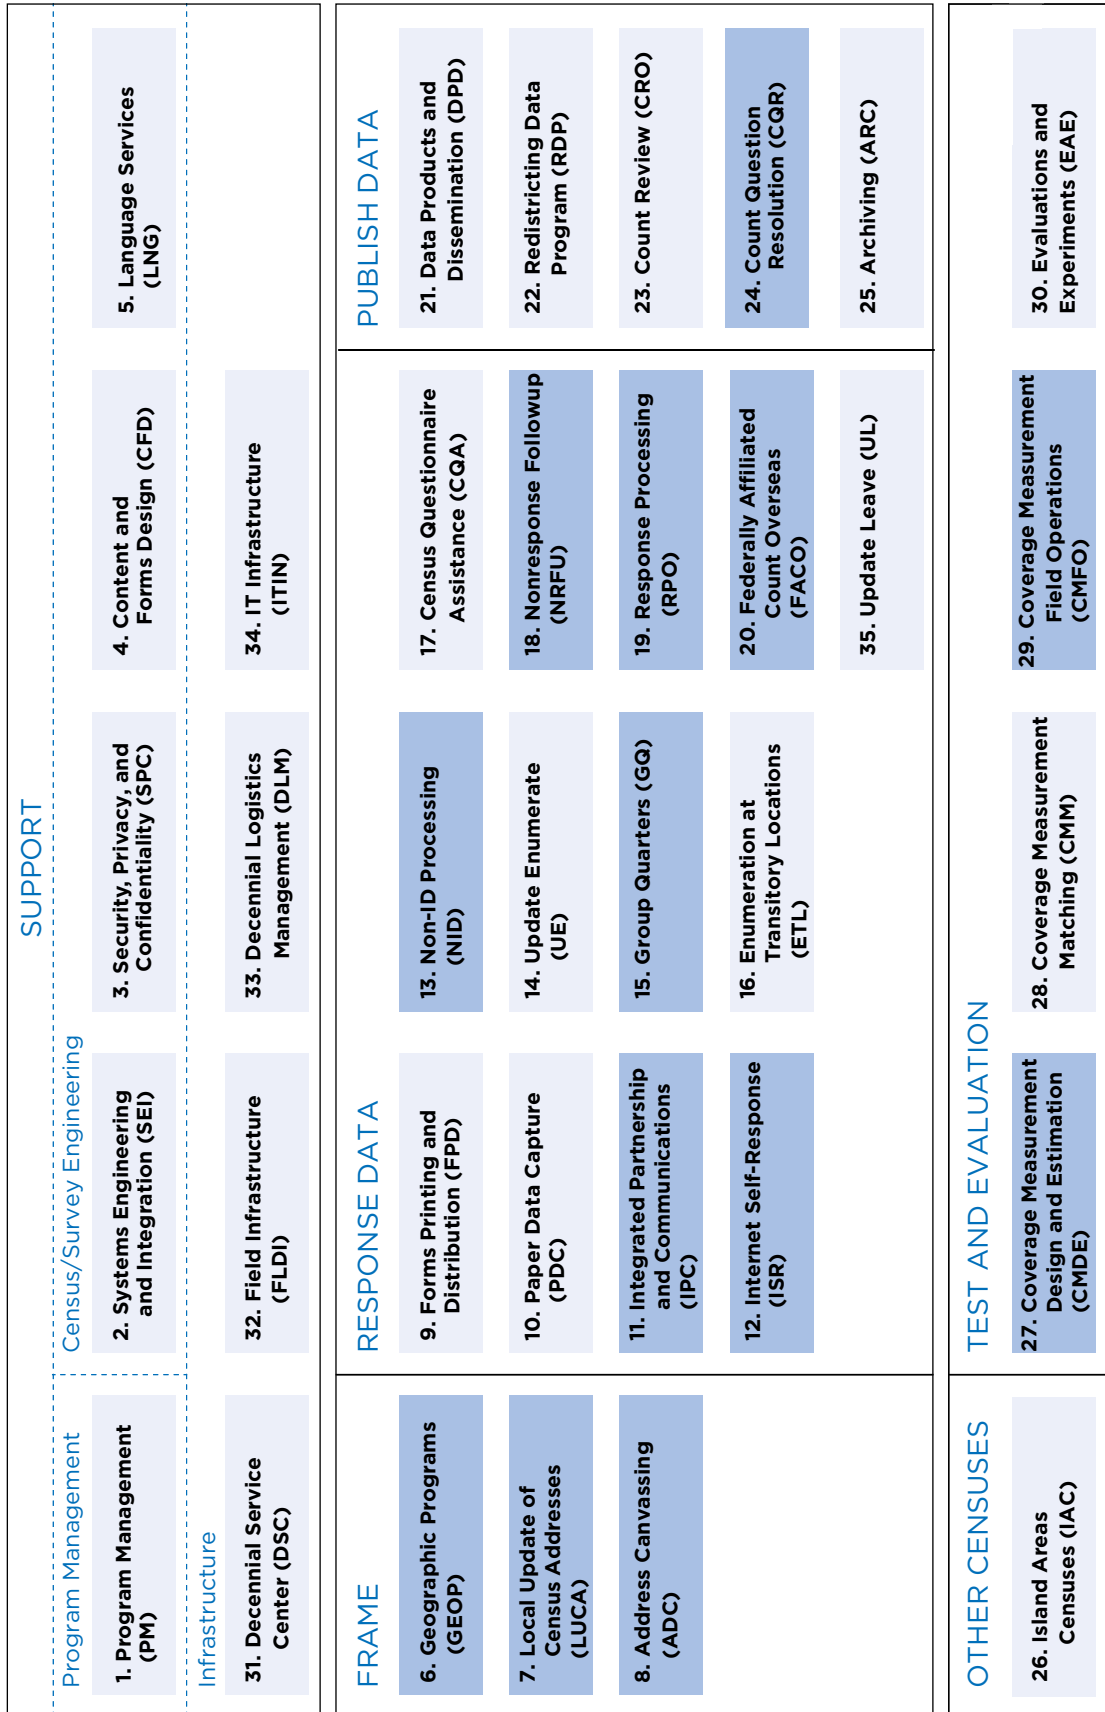 SUPPORT
Program Management
Census/Survey Engineering
1. Program Management
(PM)
2. Systems Engineering
and Integration (SEI)
3. Security, Privacy, and
Confidentiality (SPC)
4. Content and
Forms Design (CFD)
5. Language Services
(LNG)
Infrastructure
31. Decennial Service
Center (DSC)
32. Field Infrastructure
(FLDI)
33. Decennial Logistics
Management (DLM)
34. IT Infrastructure
(ITIN)
FRAME
6. Geographic Programs
(GEOP)
7. Local Update of
Census Addresses
(LUCA)
8. Address Canvassing
(ADC)
RESPONSE DATA
9. Forms Printing and
Distribution (FPD)
10. Paper Data Capture
(PDC)
11. Integrated Partnership
and Communications
(IPC)
12. Internet Self-Response
(ISR)
13. Non-ID Processing
(NID)
14. Update Enumerate
(UE)
15. Group Quarters (GQ)
16. Enumeration at
Transitory Locations
(ETL)
17. Census Questionnaire
Assistance (CQA)
18. Nonresponse Followup
(NRFU)
19. Response Processing
(RPO)
20. Federally Affiliated
Count Overseas
(FACO)
35. Update Leave (UL)
PUBLISH DATA
21. Data Products and
Dissemination (DPD)
22. Redistricting Data
Program (RDP)
23. Count Review (CRO)
24. Count Question
Resolution (CQR)
25. Archiving (ARC)
OTHER CENSUSES
26. Island Areas
Censuses (IAC)
TEST AND EVALUATION
27. Coverage Measurement
Design and Estimation
(CMDE)
28. Coverage Measurement
Matching (CMM)
29. Coverage Measurement
Field Operations
(CMFO)
30. Evaluations and
Experiments (EAE)